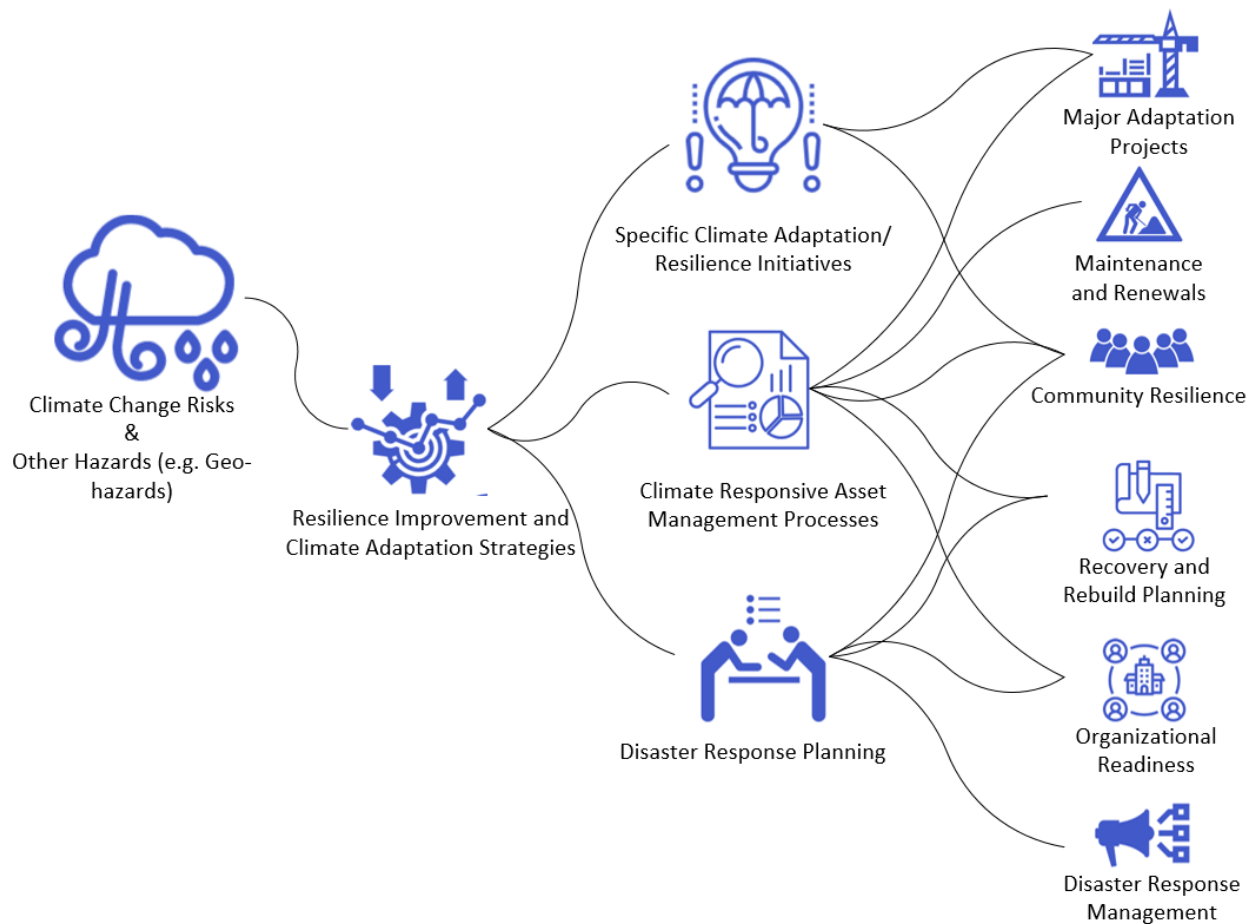 Climate Change Risks
&
Other Hazards (e.g. Geo-
hazards)
Resilience Improvement and
Climate Adaptation Strategies
Specific Climate Adaptation/
Resilience Initiatives
Climate Responsive Asset
Management Processes
Disaster Response Planning
Major Adaptation
Projects
Maintenance
and Renewals
Community Resilience
Recovery and
Rebuild Planning
Organizational
Readiness
Disaster Response
Management